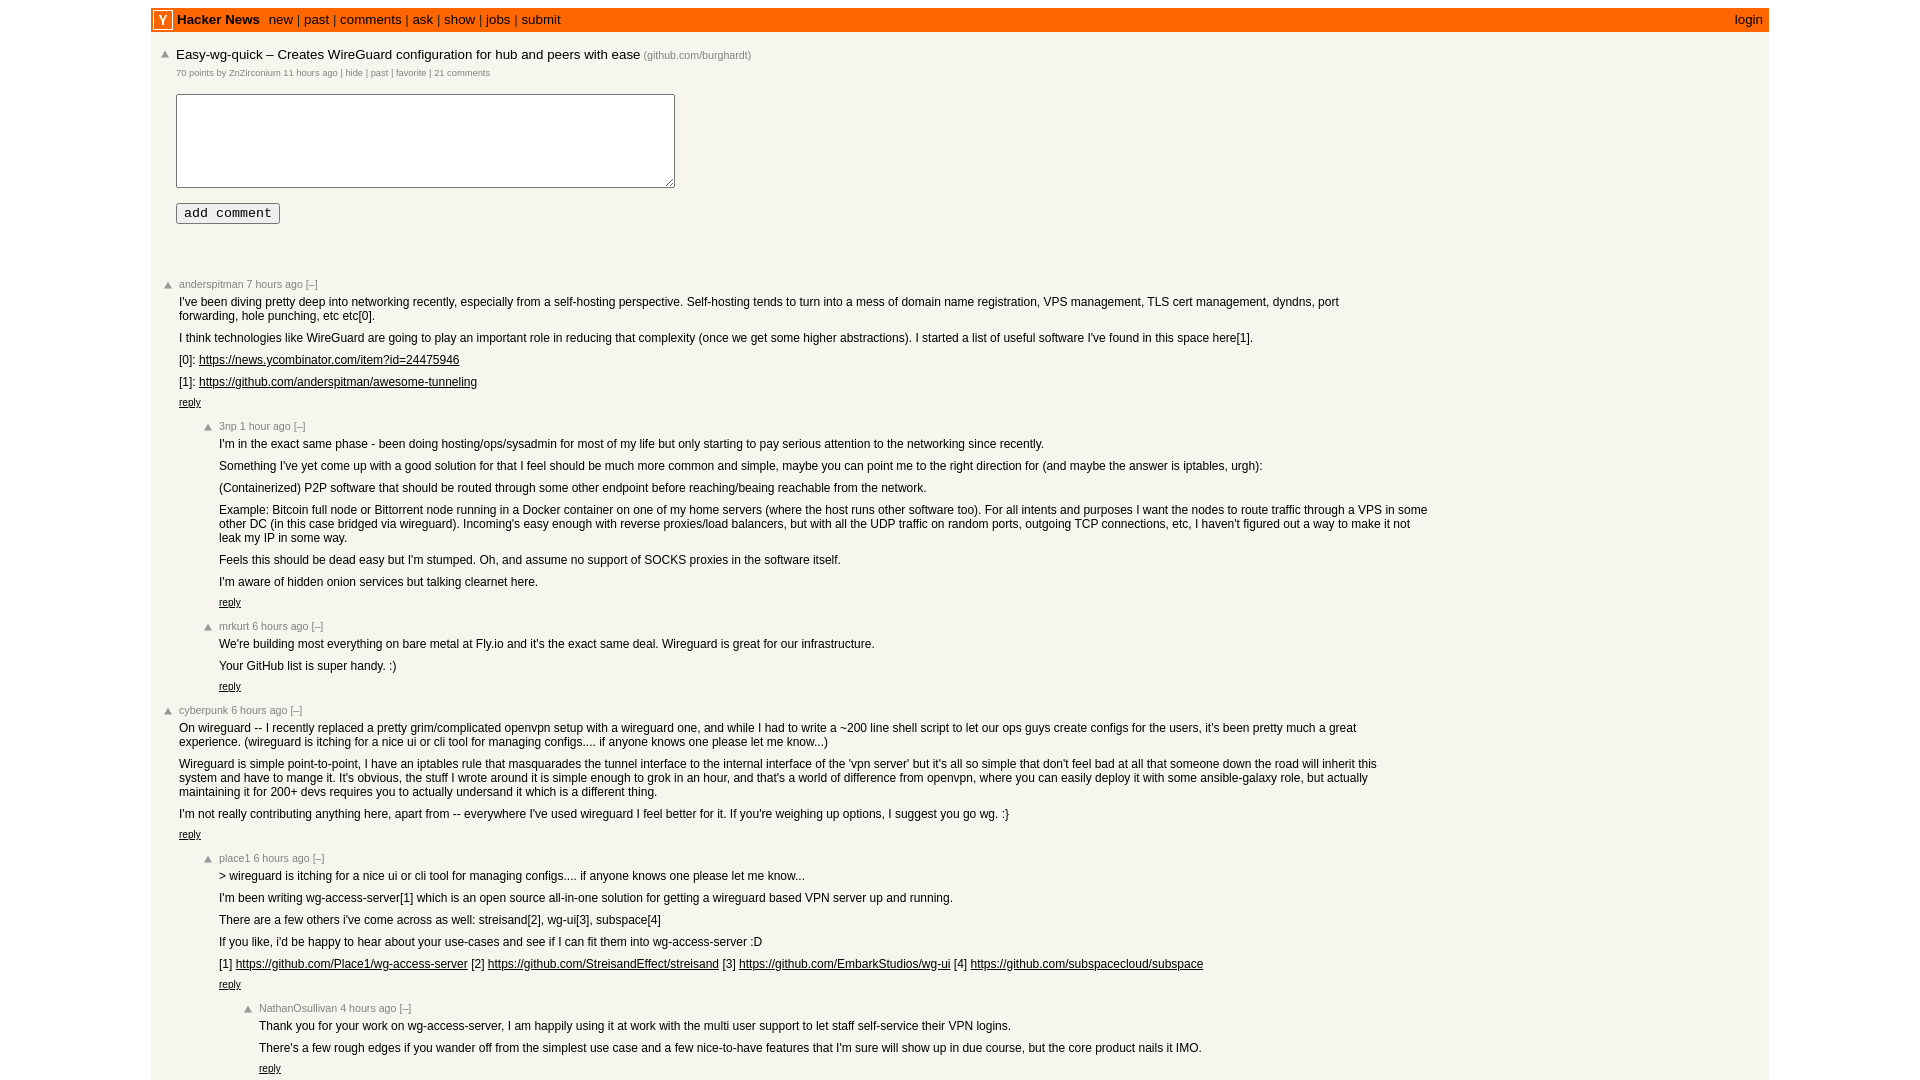 Y Hacker News new | past | comments | ask | show | jobs | submit login
Easy-wg-quick – Creates WireGuard configuration for hub and peers with ease (github.com/burghardt)
70 points by ZnZirconium 11 hours ago | hide | past | favorite | 21 comments
add comment
anderspitman 7 hours ago [–]
I've been diving pretty deep into networking recently, especially from a self-hosting perspective. Self-hosting tends to turn into a mess of domain name registration, VPS management, TLS cert management, dyndns, port
forwarding, hole punching, etc etc[0].
I think technologies like WireGuard are going to play an important role in reducing that complexity (once we get some higher abstractions). I started a list of useful software I've found in this space here[1].
[0]: https://news.ycombinator.com/item?id=24475946
[1]: https://github.com/anderspitman/awesome-tunneling
reply
3np 1 hour ago [–]
I'm in the exact same phase - been doing hosting/ops/sysadmin for most of my life but only starting to pay serious attention to the networking since recently.
Something I've yet come up with a good solution for that I feel should be much more common and simple, maybe you can point me to the right direction for (and maybe the answer is iptables, urgh):
(Containerized) P2P software that should be routed through some other endpoint before reaching/beaing reachable from the network.
Example: Bitcoin full node or Bittorrent node running in a Docker container on one of my home servers (where the host runs other software too). For all intents and purposes I want the nodes to route traffic through a VPS in some
other DC (in this case bridged via wireguard). Incoming's easy enough with reverse proxies/load balancers, but with all the UDP traffic on random ports, outgoing TCP connections, etc, I haven't figured out a way to make it not
leak my IP in some way.
Feels this should be dead easy but I'm stumped. Oh, and assume no support of SOCKS proxies in the software itself.
I'm aware of hidden onion services but talking clearnet here.
reply
mrkurt 6 hours ago [–]
We're building most everything on bare metal at Fly.io and it's the exact same deal. Wireguard is great for our infrastructure.
Your GitHub list is super handy. :)
reply
cyberpunk 6 hours ago [–]
On wireguard -- I recently replaced a pretty grim/complicated openvpn setup with a wireguard one, and while I had to write a ~200 line shell script to let our ops guys create configs for the users, it's been pretty much a great
experience. (wireguard is itching for a nice ui or cli tool for managing configs.... if anyone knows one please let me know...)
Wireguard is simple point-to-point, I have an iptables rule that masquarades the tunnel interface to the internal interface of the 'vpn server' but it's all so simple that don't feel bad at all that someone down the road will inherit this
system and have to mange it. It's obvious, the stuff I wrote around it is simple enough to grok in an hour, and that's a world of difference from openvpn, where you can easily deploy it with some ansible-galaxy role, but actually
maintaining it for 200+ devs requires you to actually undersand it which is a different thing.
I'm not really contributing anything here, apart from -- everywhere I've used wireguard I feel better for it. If you're weighing up options, I suggest you go wg. :}
reply
place1 6 hours ago [–]
> wireguard is itching for a nice ui or cli tool for managing configs.... if anyone knows one please let me know...
I'm been writing wg-access-server[1] which is an open source all-in-one solution for getting a wireguard based VPN server up and running.
There are a few others i've come across as well: streisand[2], wg-ui[3], subspace[4]
If you like, i'd be happy to hear about your use-cases and see if I can fit them into wg-access-server :D
[1] https://github.com/Place1/wg-access-server [2] https://github.com/StreisandEffect/streisand [3] https://github.com/EmbarkStudios/wg-ui [4] https://github.com/subspacecloud/subspace
reply
NathanOsullivan 4 hours ago [–]
Thank you for your work on wg-access-server, I am happily using it at work with the multi user support to let staff self-service their VPN logins.
There's a few rough edges if you wander off from the simplest use case and a few nice-to-have features that I'm sure will show up in due course, but the core product nails it IMO.
reply